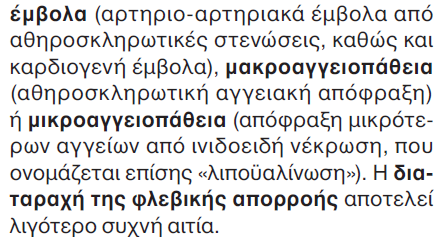 έμβολα (αρτηριο-αρτηριακά έμβολα από
αθηροσκληρωτικές στενώσεις, καθώς και
καρδιογενή έμβολα), μακροαγγειοπάθεια
(αθηροσκληρωτική αγγειακή απόφραξη)
ή μικροαγγειοπάθεια (απόφραξη μικρότε-
ρων αγγείων από ινιδοειδή νέκρωση, που
ονομάζεται επίσης «λιποϋαλίνωση»). Η δια-
ταραχή της φλεβικής απορροής αποτελεί
λιγότερο συχνή αιτία.